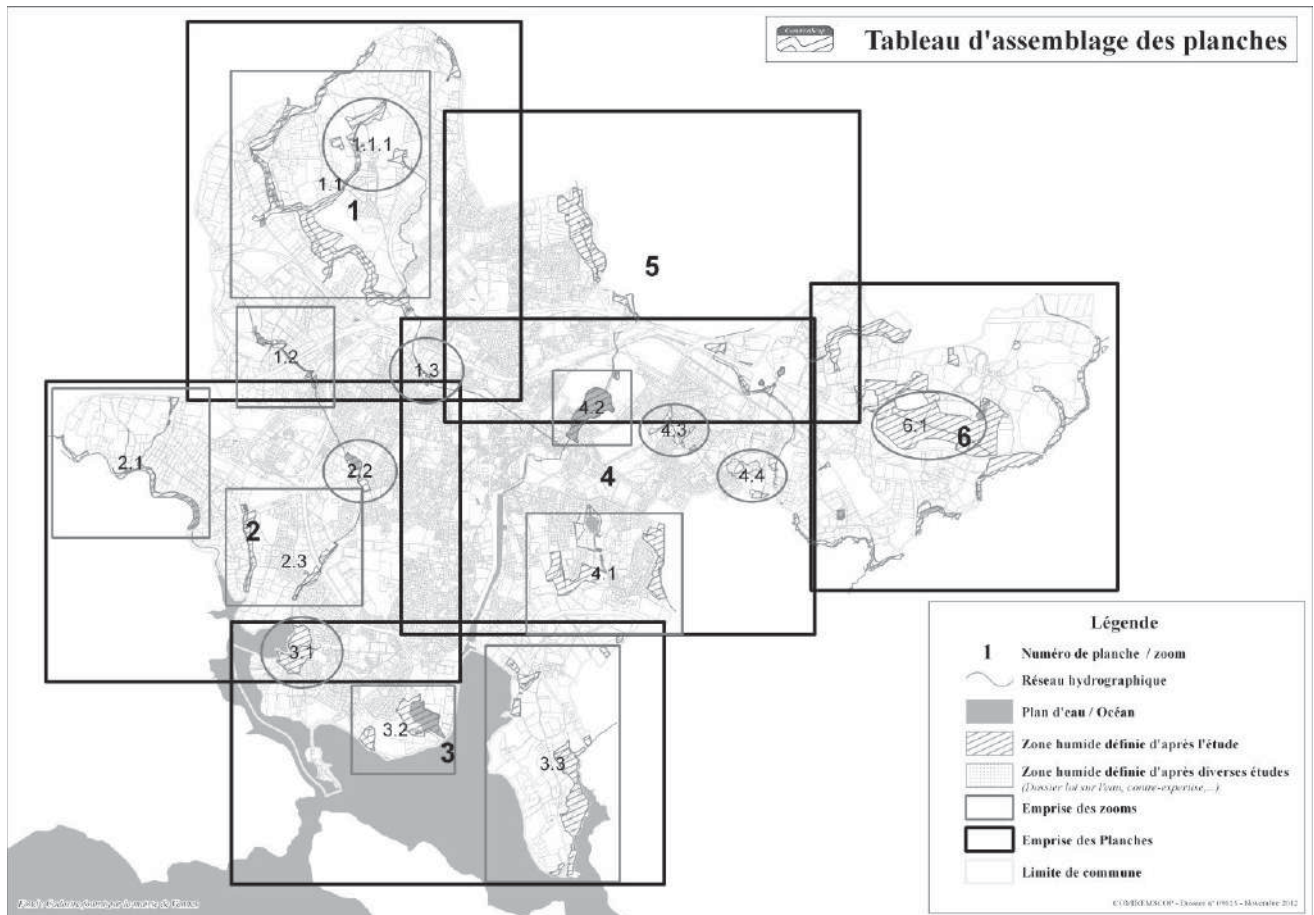 Tableau d'assemblage des planches
1.1.1
1.1
1
5
1.2
1.3
4.2
4.3
6.1
6
2.1
2.2
4
4.4
2
2.3
4.1
3.1
3.2
3
3.3
Légende
1 Numéro de planche / zoom
Réseau hydrographique
Plan d'eau / Océan
Zone humide définie d'après l'étude
Zone humide définie d'après diverses études
(Dossier loi sur l'eau, contre-expertise,...)
Emprise des zooms
Emprise des Planches
Limite de commune
Novembre 2012